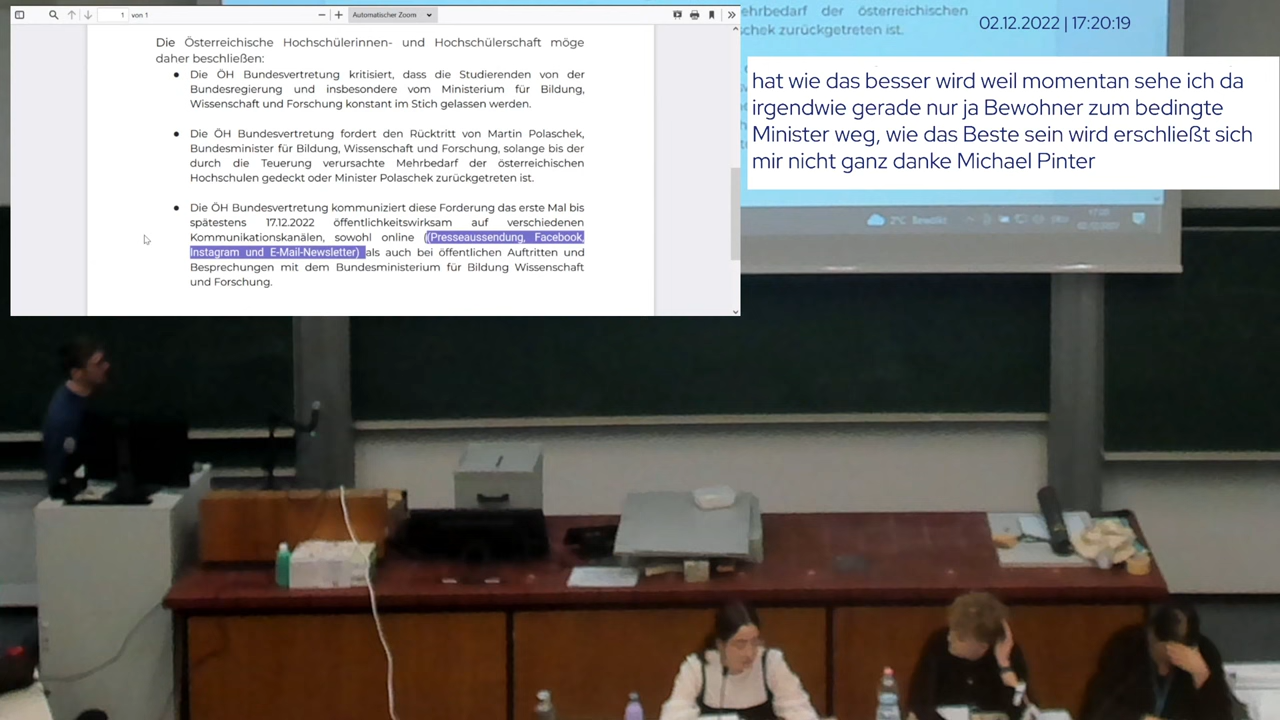 1 von 1
Automatischer Zoom
Die Österreichische Hochschülerinnen- und Hochschülerschaft möge
daher beschließen:
● Die ÖH Bundesvertretung kritisiert, dass die Studierenden von der
Bundesregierung und insbesondere vom Ministerium für Bildung,
Wissenschaft und Forschung konstant im Stich gelassen werden.
● Die ÖH Bundesvertretung fordert den Rücktritt von Martin Polaschek,
Bundesminister für Bildung, Wissenschaft und Forschung, solange bis der
durch die Teuerung verursachte Mehrbedarf der österreichischen
Hochschulen gedeckt oder Minister Polaschek zurückgetreten ist.
● Die ÖH Bundesvertretung kommuniziert diese Forderung das erste Mal bis
spätestens 17.12.2022 öffentlichkeitswirksam auf verschiedenen
Kommunikationskanälen, sowohl online ((Presseaussendung, Facebook,
Instagram und E-Mail-Newsletter) als auch bei öffentlichen Auftritten und
Besprechungen mit dem Bundesministerium für Bildung Wissenschaft
und Forschung.
ehrbedarf der österreichischen
schek zurückgetreten ist.
02.12.2022 | 17:20:19
hat wie das besser wird weil momentan sehe ich da
irgendwie gerade nur ja Bewohner zum bedingte
Minister weg, wie das Beste sein wird erschließt sich
mir nicht ganz danke Michael Pinter
2°C Bewölkt